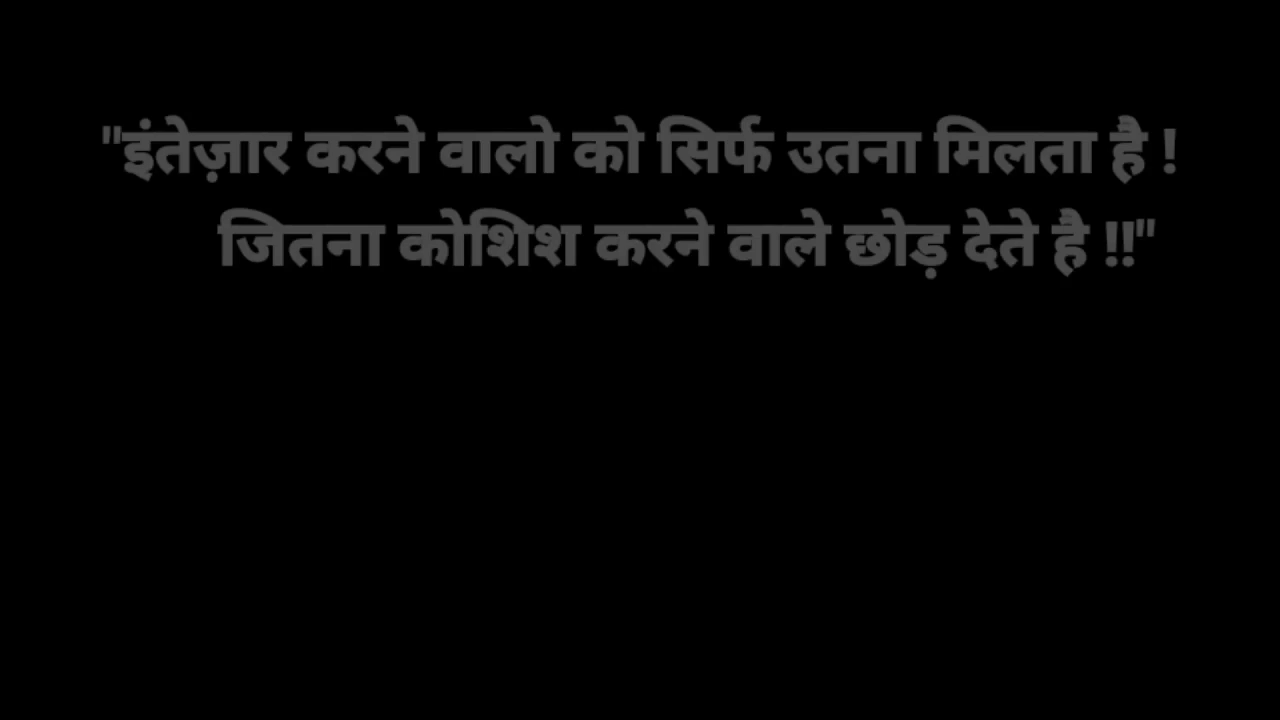 "इंतेज़ार करने वालो को सिर्फ उतना मिलता है !
जितना कोशिश करने वाले छोड़ देते है !!"